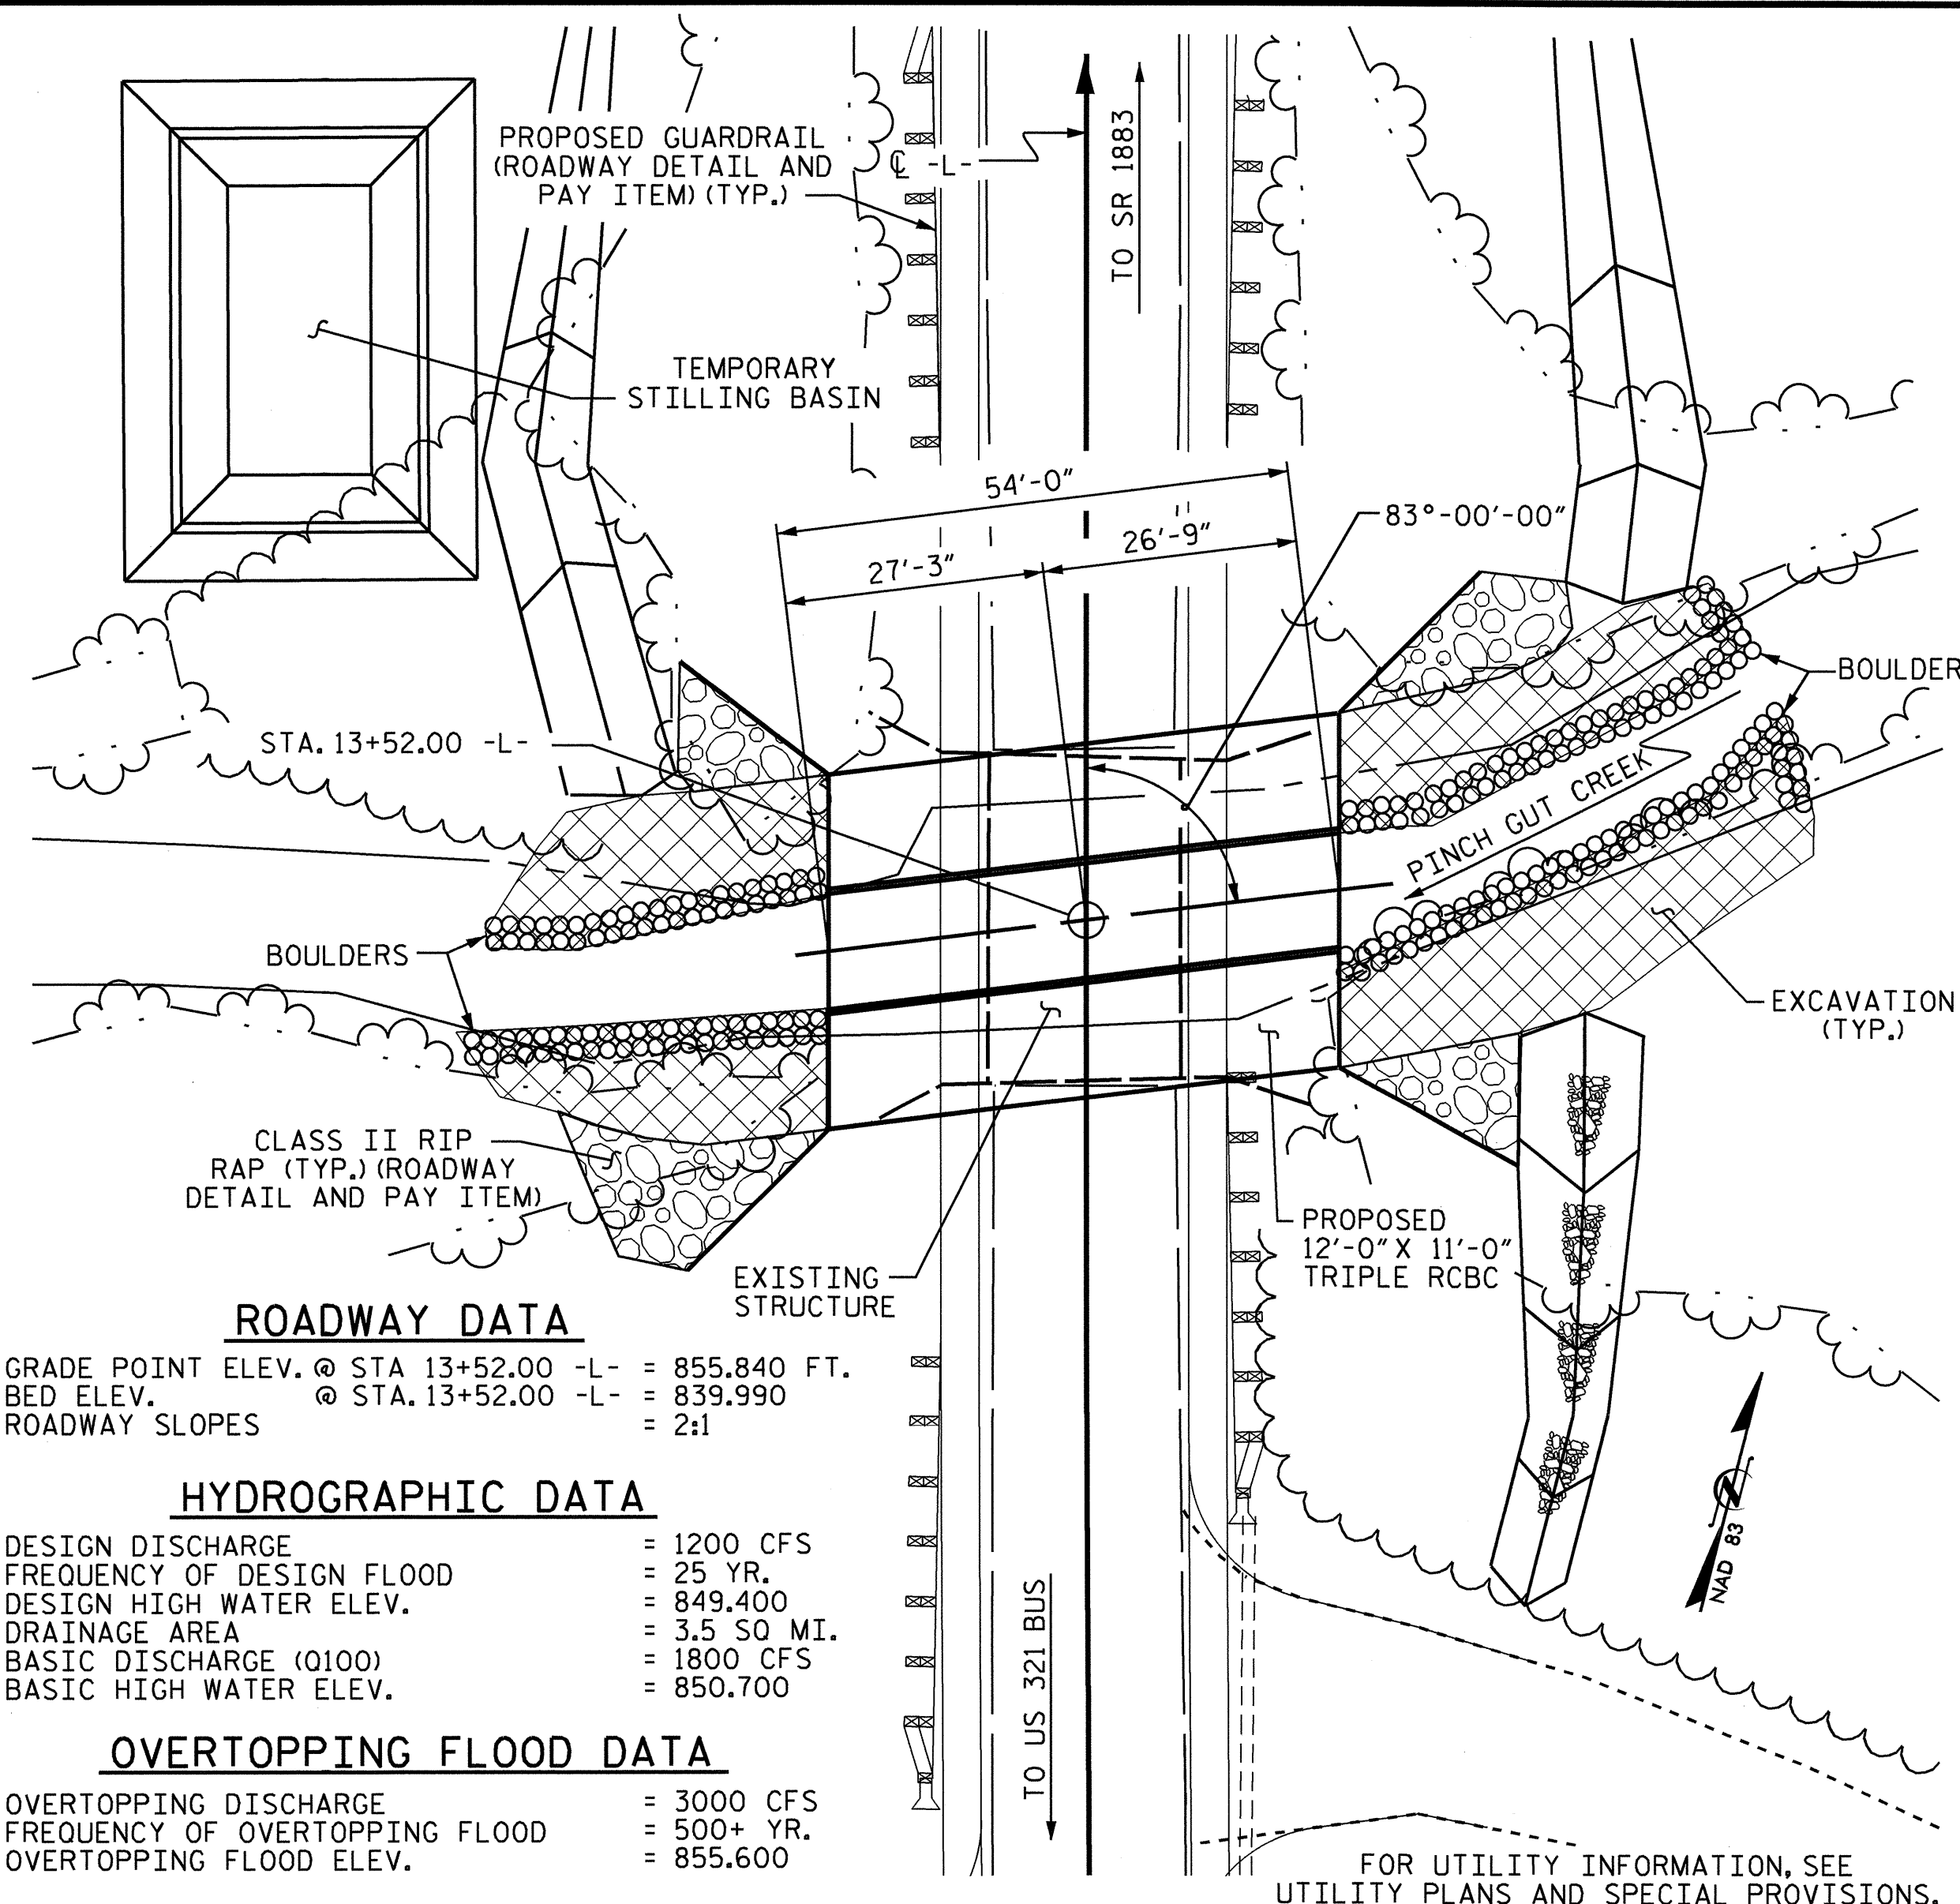 PROPOSED GUARDRAIL
(ROADWAY DETAIL AND
PAY ITEM) (TYP.)
℄ -L-
TO SR 1883
TEMPORARY
STILLING BASIN
54'-0"
83°-00'-00"
26'-9"
27'-3"
BOULDER
STA. 13+52.00 -L-
PINCH GUT CREEK
BOULDERS
EXCAVATION
(TYP.)
CLASS II RIP
RAP (TYP.) (ROADWAY
DETAIL AND PAY ITEM)
PROPOSED
12'-0" X 11'-0"
TRIPLE RCBC
EXISTING
STRUCTURE
ROADWAY DATA
GRADE POINT ELEV. @ STA 13+52.00 -L- = 855.840 FT.
BED ELEV. @ STA. 13+52.00 -L- = 839.990
ROADWAY SLOPES = 2:1
HYDROGRAPHIC DATA
DESIGN DISCHARGE = 1200 CFS
FREQUENCY OF DESIGN FLOOD = 25 YR.
DESIGN HIGH WATER ELEV. = 849.400
DRAINAGE AREA = 3.5 SQ MI.
BASIC DISCHARGE (Q100) = 1800 CFS
BASIC HIGH WATER ELEV. = 850.700
NAD 83
N
TO US 321 BUS
OVERTOPPING FLOOD DATA
OVERTOPPING DISCHARGE = 3000 CFS
FREQUENCY OF OVERTOPPING FLOOD = 500+ YR.
OVERTOPPING FLOOD ELEV. = 855.600
FOR UTILITY INFORMATION, SEE
UTILITY PLANS AND SPECIAL PROVISIONS.